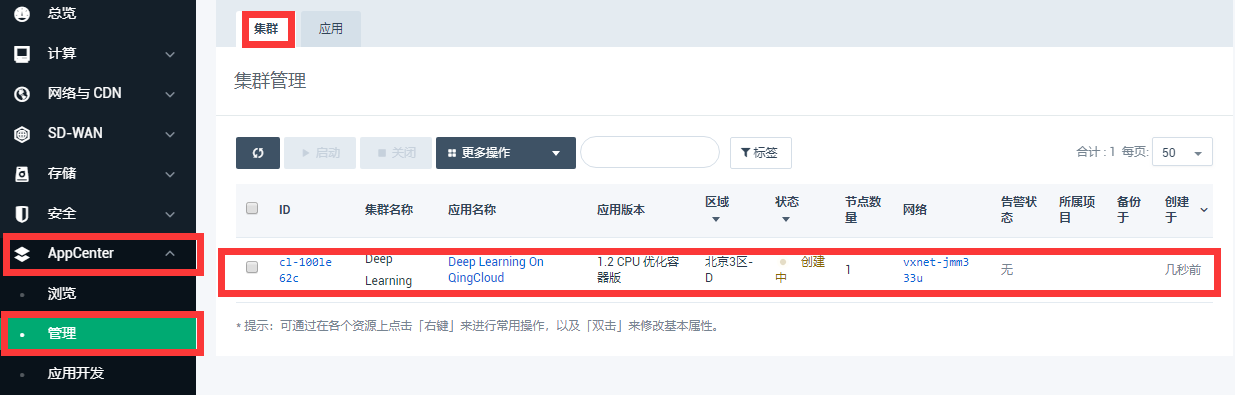 总览
计算
网络与 CDN
SD-WAN
存储
安全
AppCenter
浏览
管理
应用开发
集群
应用
集群管理
启动
关闭
更多操作
标签
合计 : 1 每页:
50
ID
集群名称
应用名称
应用版本
区域
状态
节点数
量
网络
告警状
态
所属项
目
备份
于
创建
于
cl-1001e
62c
Deep
Learning
Deep Learning On
QingCloud
1.2 CPU 优化容
器版
北京3区-
D
创建
中
1
vxnet-jmm3
33u
无
几秒前
* 提示：可通过在各个资源上点击「右键」来进行常用操作，以及「双击」来修改基本属性。